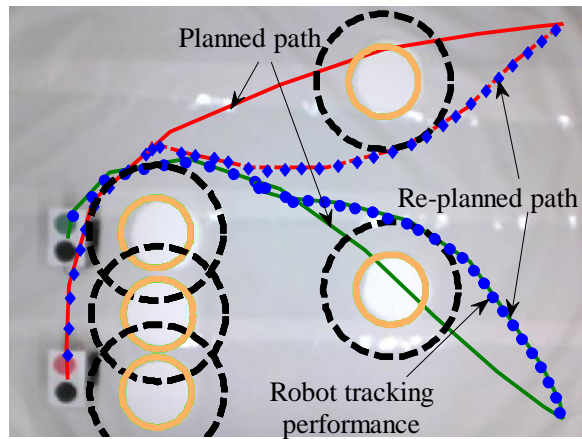 Planned path
Re-planned path
Robot tracking
performance